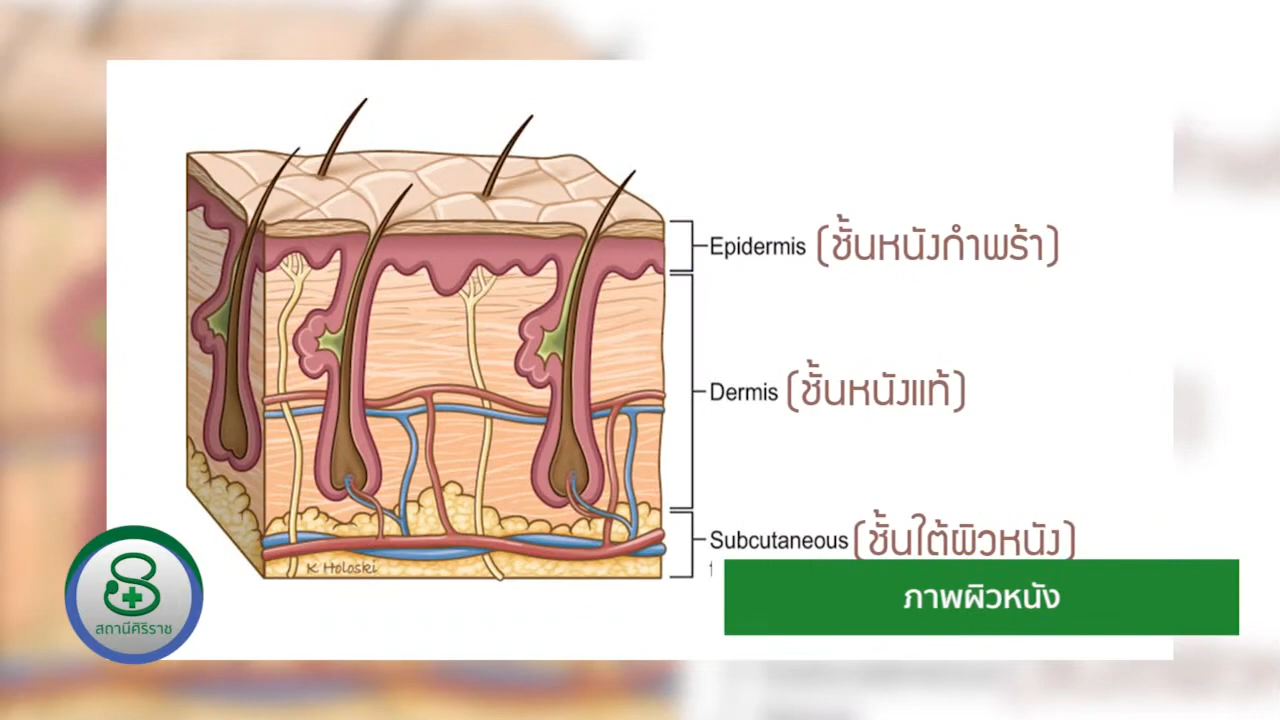 Epidermis (ชั้นหนังกำพร้า)
Dermis (ชั้นหนังแท้)
Subcutaneous (ชั้นใต้ผิวหนัง)
K Holoski
ภาพผิวหนัง
สถานีศิริราช